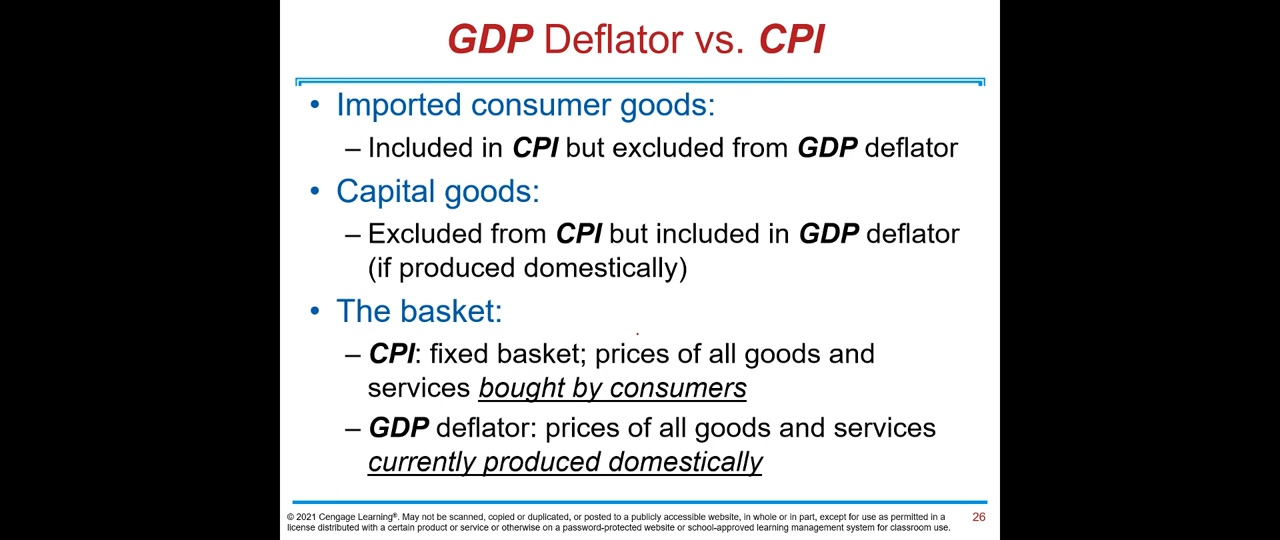 GDP Deflator vs. CPI
• Imported consumer goods:
– Included in CPI but excluded from GDP deflator
• Capital goods:
– Excluded from CPI but included in GDP deflator
(if produced domestically)
• The basket:
– CPI: fixed basket; prices of all goods and
services bought by consumers
– GDP deflator: prices of all goods and services
currently produced domestically
© 2021 Cengage Learning®. May not be scanned, copied or duplicated, or posted to a publicly accessible website, in whole or in part, except for use as permitted in a
license distributed with a certain product or service or otherwise on a password-protected website or school-approved learning management system for classroom use.
26